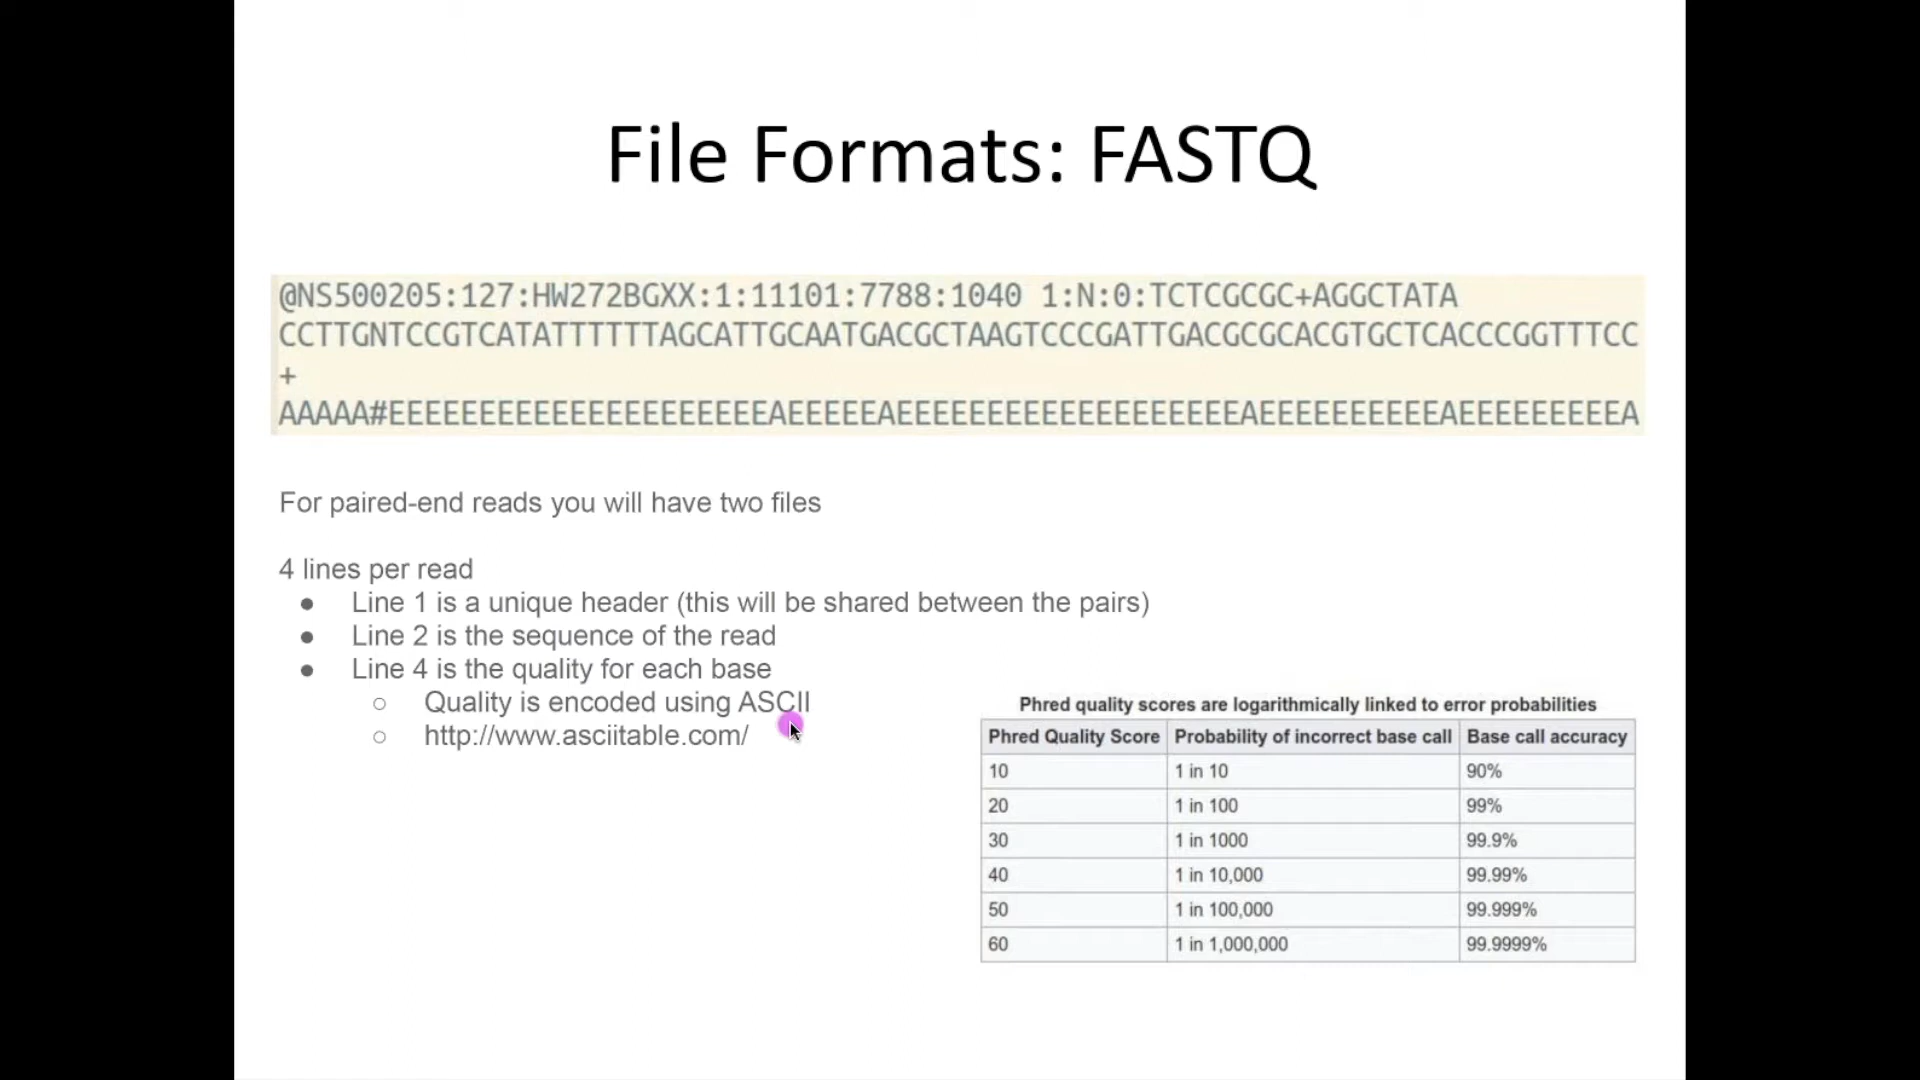 File Formats: FASTQ
@NS500205:127:HW272BGXX:1:11101:7788:1040 1:N:0:TCTCGCGC+AGGCTATA
CCTTGNTCCGTCATATTTTTTAGCATTGCAATGACGCTAAGTCCCGATTGACGCGCACGTGCTCACCCGGTTTCC
+
AAAAA#EEEEEEEEEEEEEEEEEEEEEAEEEEEAEEEEEEEEEEEEEEEEEEEAEEEEEEEEEEAEEEEEEEEEA
For paired-end reads you will have two files
4 lines per read
● Line 1 is a unique header (this will be shared between the pairs)
● Line 2 is the sequence of the read
● Line 4 is the quality for each base
○ Quality is encoded using ASCII
○ http://www.asciitable.com/
Phred quality scores are logarithmically linked to error probabilities
Phred Quality Score Probability of incorrect base call Base call accuracy
10 1 in 10 90%
20 1 in 100 99%
30 1 in 1000 99.9%
40 1 in 10,000 99.99%
50 1 in 100,000 99.999%
60 1 in 1,000,000 99.9999%